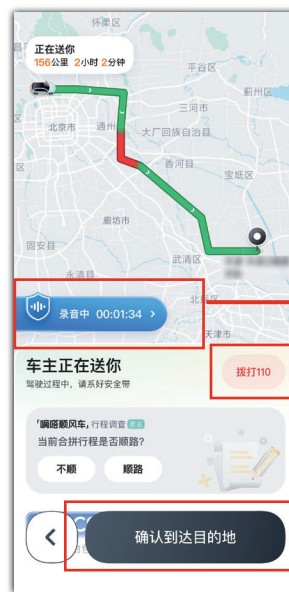 怀柔区
正在送你
156公里 2小时 2分钟
平谷区
蓟州区
三河市
北京市
通州
大厂回族自治县
香河县
宝坻区
廊坊市
固安县
武清区
永清县
北辰区
录音中 00:01:34 >
天津市
车主正在送你
驾驶过程中，请系好安全带
拨打110
「嘀嗒顺风车」行程调查 匿名
当前合拼行程是否顺路？
不顺 顺路
确认到达目的地